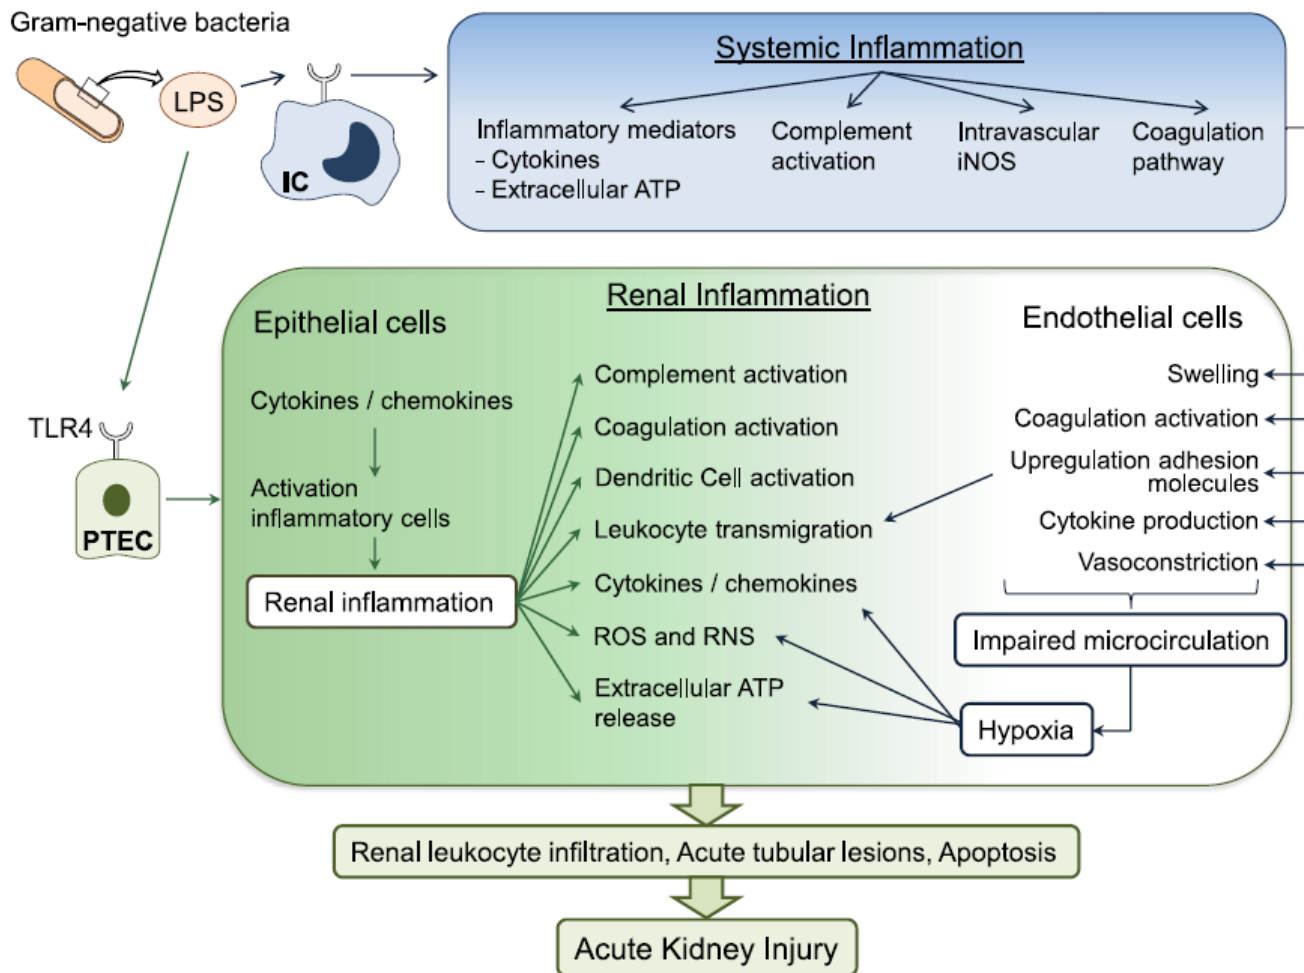 Gram-negative bacteria
LPS
IC
Systemic Inflammation
Inflammatory mediators
- Cytokines
- Extracellular ATP
Complement
activation
Intravascular
iNOS
Coagulation
pathway
TLR4
PTEC
Renal Inflammation
Epithelial cells
Cytokines / chemokines
Activation
inflammatory cells
Renal inflammation
Complement activation
Coagulation activation
Dendritic Cell activation
Leukocyte transmigration
Cytokines / chemokines
ROS and RNS
Extracellular ATP
release
Endothelial cells
Swelling
Coagulation activation
Upregulation adhesion
molecules
Cytokine production
Vasoconstriction
Impaired microcirculation
Hypoxia
Renal leukocyte infiltration, Acute tubular lesions, Apoptosis
Acute Kidney Injury